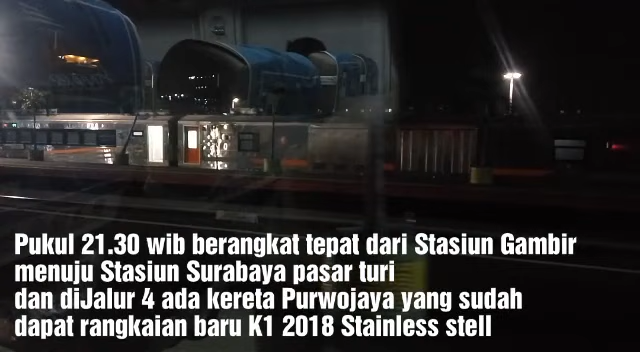 Pukul 21.30 wib berangkat tepat dari Stasiun Gambir
menuju Stasiun Surabaya pasar turi
dan diJalur 4 ada kereta Purwojaya yang sudah
dapat rangkaian baru K1 2018 Stainless stell